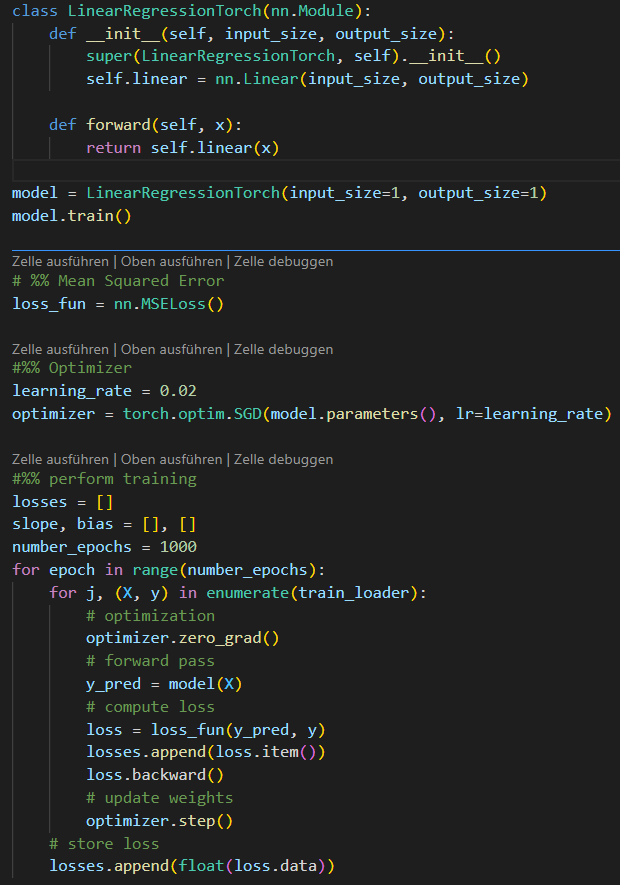 class LinearRegressionTorch(nn.Module):
    def __init__(self, input_size, output_size):
        super(LinearRegressionTorch, self).__init__()
        self.linear = nn.Linear(input_size, output_size)

    def forward(self, x):
        return self.linear(x)

model = LinearRegressionTorch(input_size=1, output_size=1)
model.train()

Zelle ausführen | Oben ausführen | Zelle debuggen
# %% Mean Squared Error
loss_fun = nn.MSELoss()

Zelle ausführen | Oben ausführen | Zelle debuggen
#%% Optimizer
learning_rate = 0.02
optimizer = torch.optim.SGD(model.parameters(), lr=learning_rate)

Zelle ausführen | Oben ausführen | Zelle debuggen
#%% perform training
losses = []
slope, bias = [], []
number_epochs = 1000
for epoch in range(number_epochs):
    for j, (X, y) in enumerate(train_loader):
        # optimization
        optimizer.zero_grad()
        # forward pass
        y_pred = model(X)
        # compute loss
        loss = loss_fun(y_pred, y)
        losses.append(loss.item())
        loss.backward()
        # update weights
        optimizer.step()
    # store loss
    losses.append(float(loss.data))